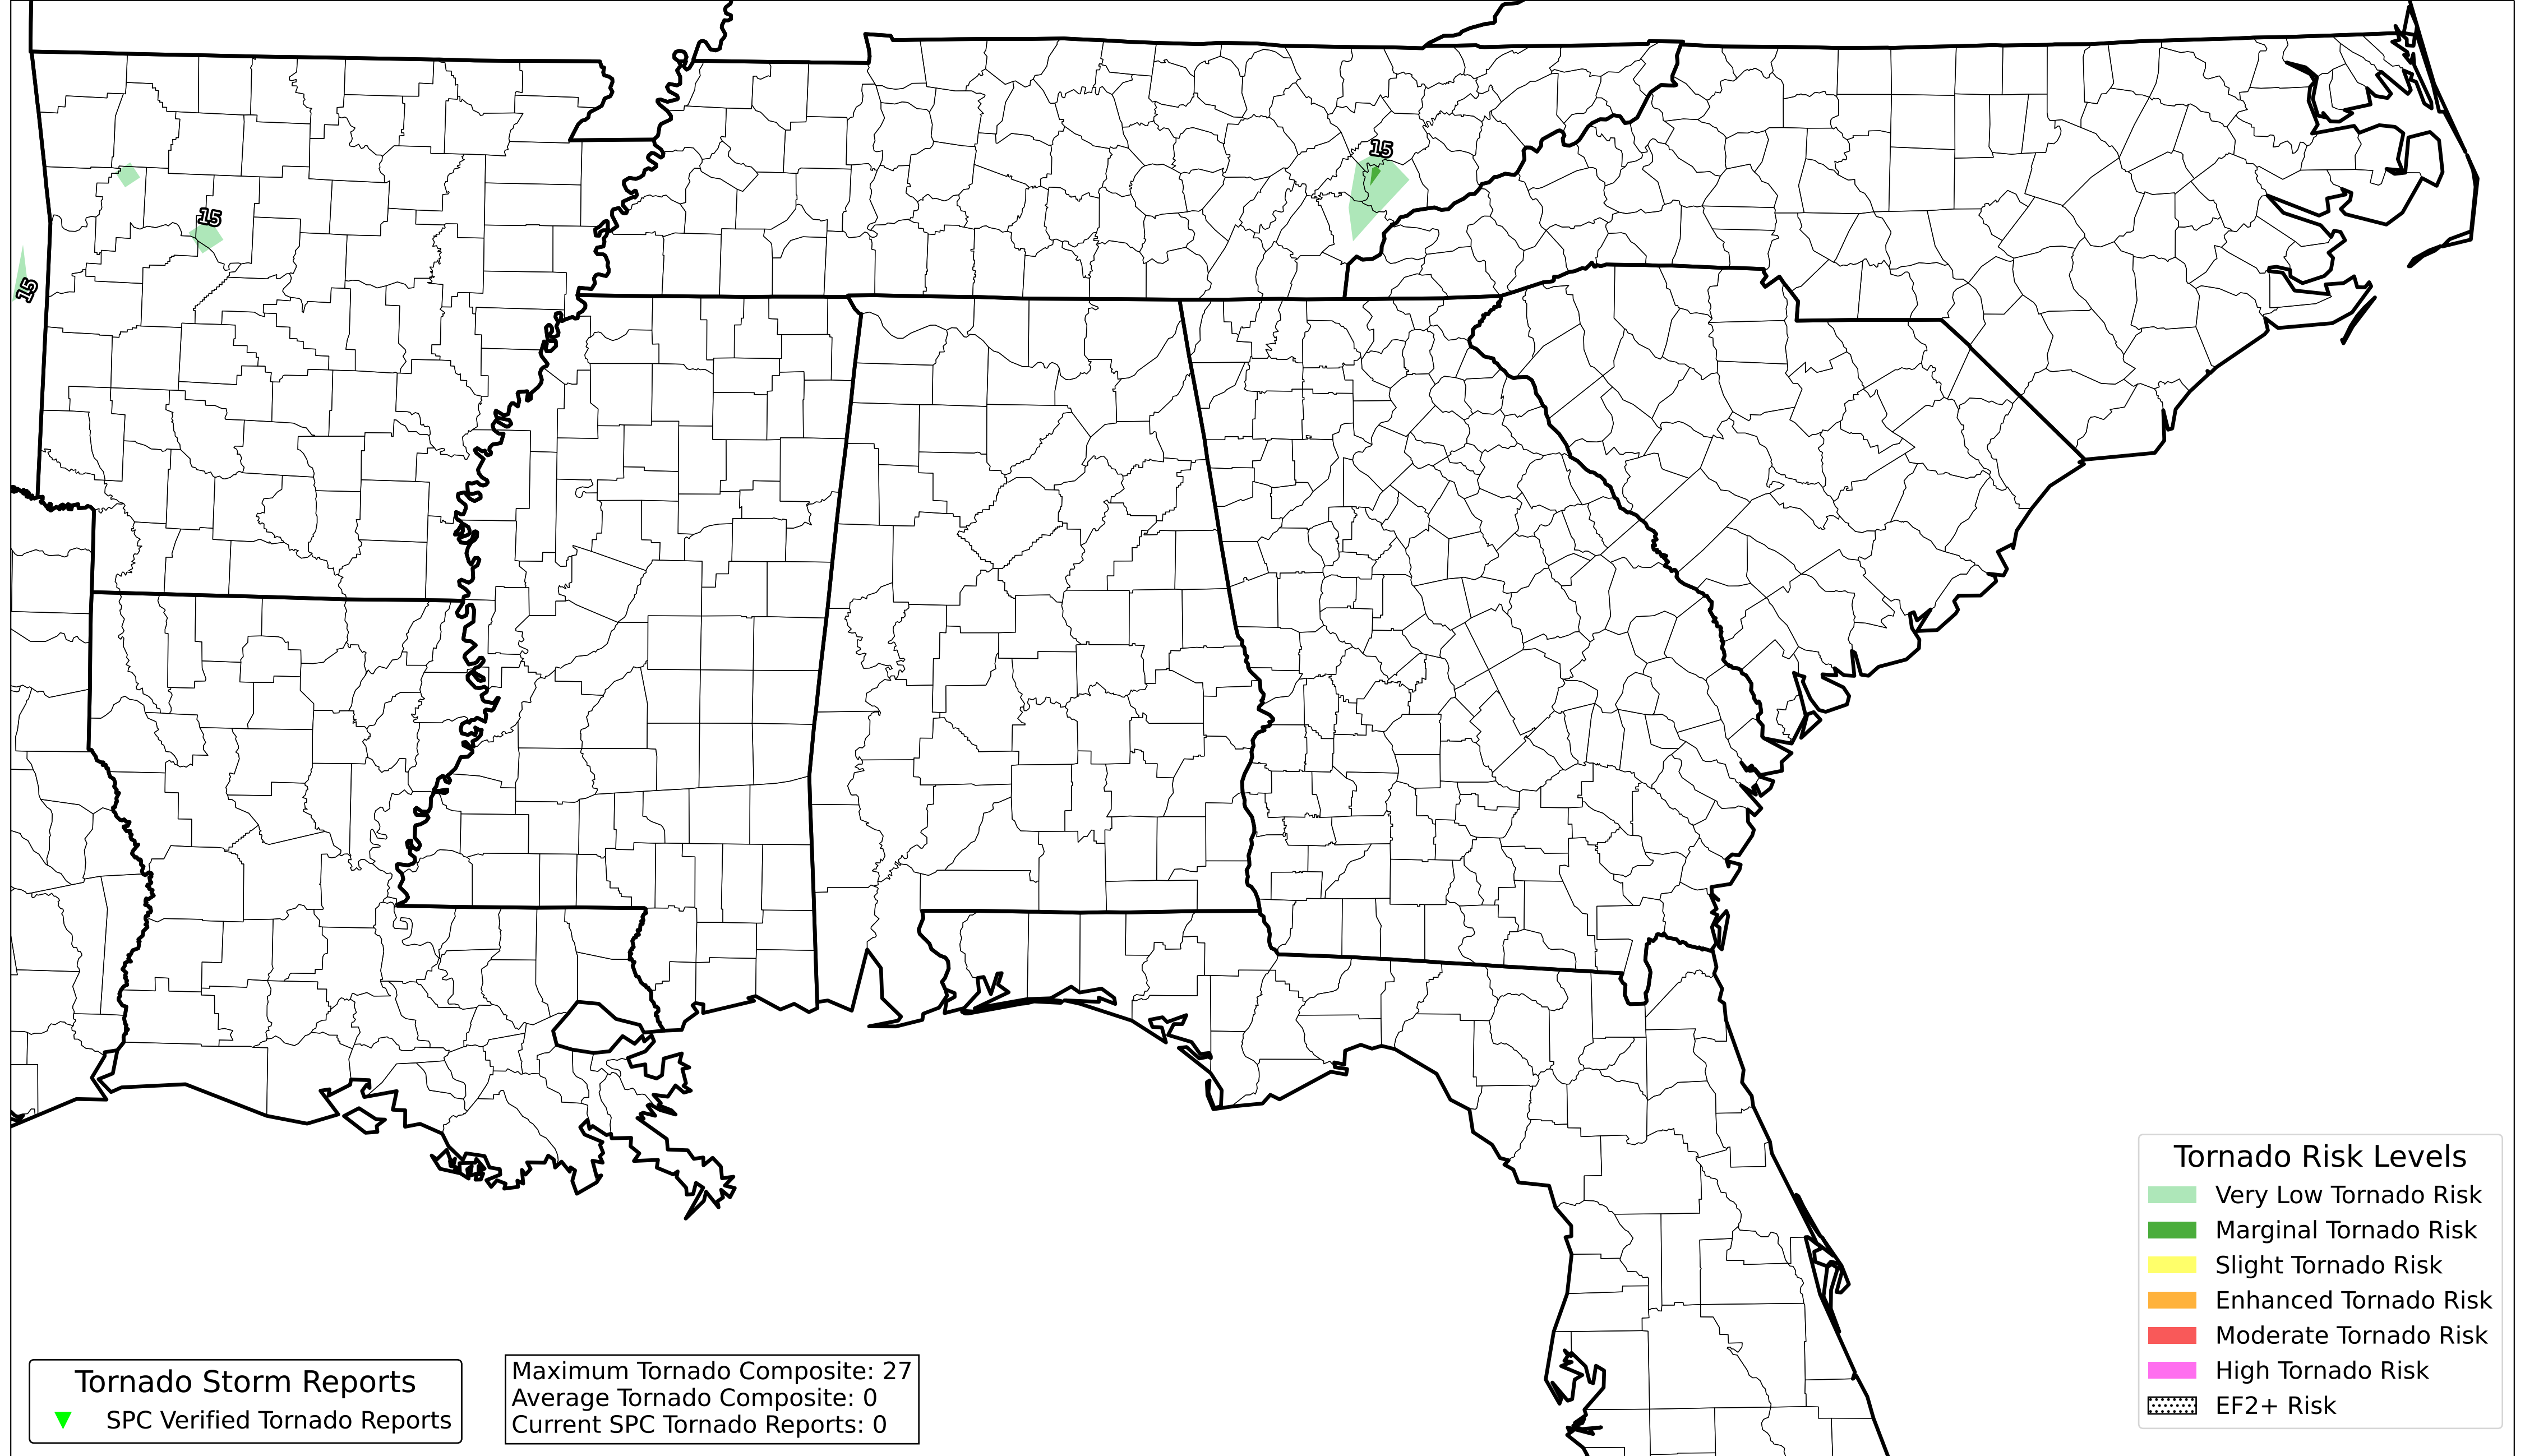 15
15
15
Tornado Storm Reports
SPC Verified Tornado Reports
Maximum Tornado Composite: 27
Average Tornado Composite: 0
Current SPC Tornado Reports: 0
Tornado Risk Levels
Very Low Tornado Risk
Marginal Tornado Risk
Slight Tornado Risk
Enhanced Tornado Risk
Moderate Tornado Risk
High Tornado Risk
EF2+ Risk